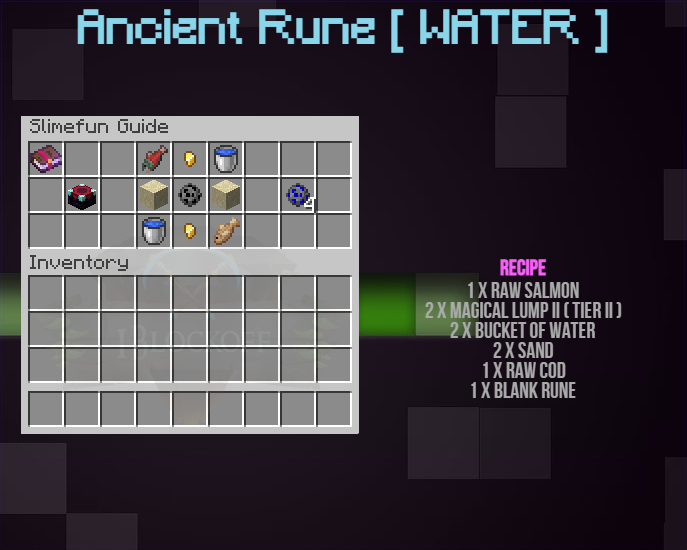 Ancient Rune [ WATER ]
Slimefun Guide
4
Inventory
RECIPE
1 X RAW SALMON
2 X MAGICAL LUMP II ( TIER II )
2 X BUCKET OF WATER
2 X SAND
1 X RAW COD
1 X BLANK RUNE